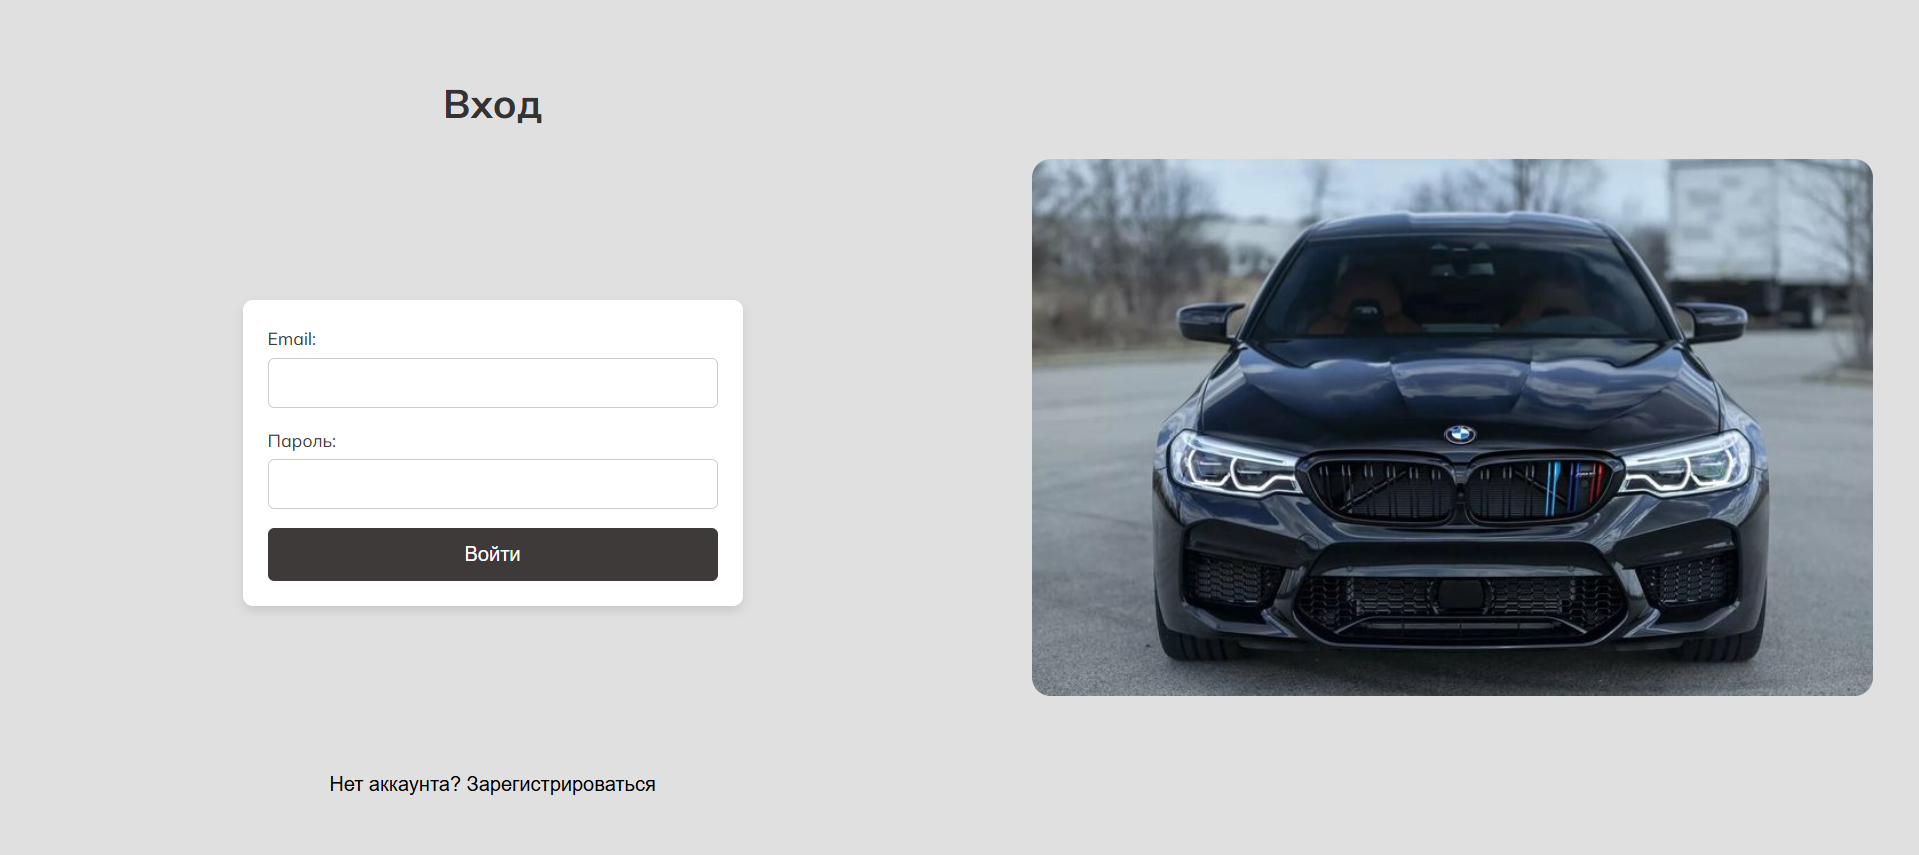 Вход
Email:
Пароль:
Войти
Нет аккаунта? Зарегистрироваться